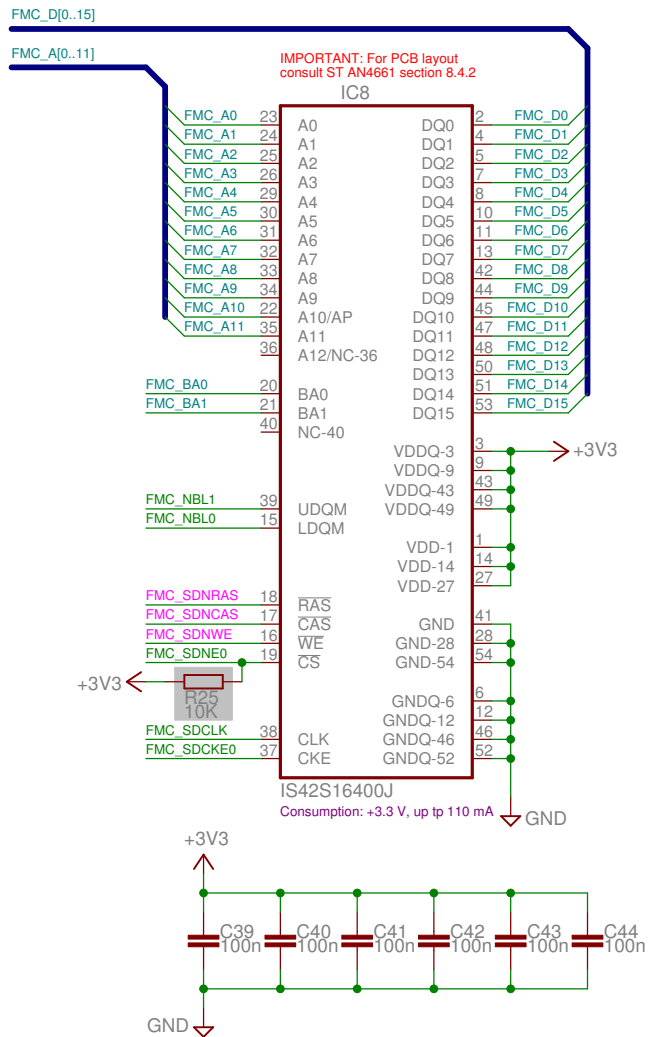 FMC_D[0..15]
FMC_A[0..11]
IMPORTANT: For PCB layout
consult ST AN4661 section 8.4.2
IC8
FMC_A0 23 A0 DQ0 2 FMC_D0
FMC_A1 24 A1 DQ1 4 FMC_D1
FMC_A2 25 A2 DQ2 5 FMC_D2
FMC_A3 26 A3 DQ3 7 FMC_D3
FMC_A4 29 A4 DQ4 8 FMC_D4
FMC_A5 30 A5 DQ5 10 FMC_D5
FMC_A6 31 A6 DQ6 11 FMC_D6
FMC_A7 32 A7 DQ7 13 FMC_D7
FMC_A8 33 A8 DQ8 42 FMC_D8
FMC_A9 34 A9 DQ9 44 FMC_D9
FMC_A10 22 A10/AP DQ10 45 FMC_D10
FMC_A11 35 A11 DQ11 47 FMC_D11
36 A12/NC-36 DQ12 48 FMC_D12
DQ13 50 FMC_D13
FMC_BA0 20 BA0 DQ14 51 FMC_D14
FMC_BA1 21 BA1 DQ15 53 FMC_D15
40 NC-40
VDDQ-3 3 +3V3
VDDQ-9 9
VDDQ-43 43
FMC_NBL1 39 UDQM VDDQ-49 49
FMC_NBL0 15 LDQM
VDD-1 1
VDD-14 14
VDD-27 27
FMC_SDNRAS 18 RAS
FMC_SDNCAS 17 CAS GND 41
FMC_SDNWE 16 WE GND-28 28
FMC_SDNE0 19 CS GND-54 54
+3V3
R25
10K
GNDQ-6 6
GNDQ-12 12
FMC_SDCLK 38 CLK GNDQ-46 46
FMC_SDCKE0 37 CKE GNDQ-52 52
IS42S16400J
Consumption: +3.3 V, up tp 110 mA
GND
+3V3
C39 C40 C41 C42 C43 C44
100n 100n 100n 100n 100n 100n
GND